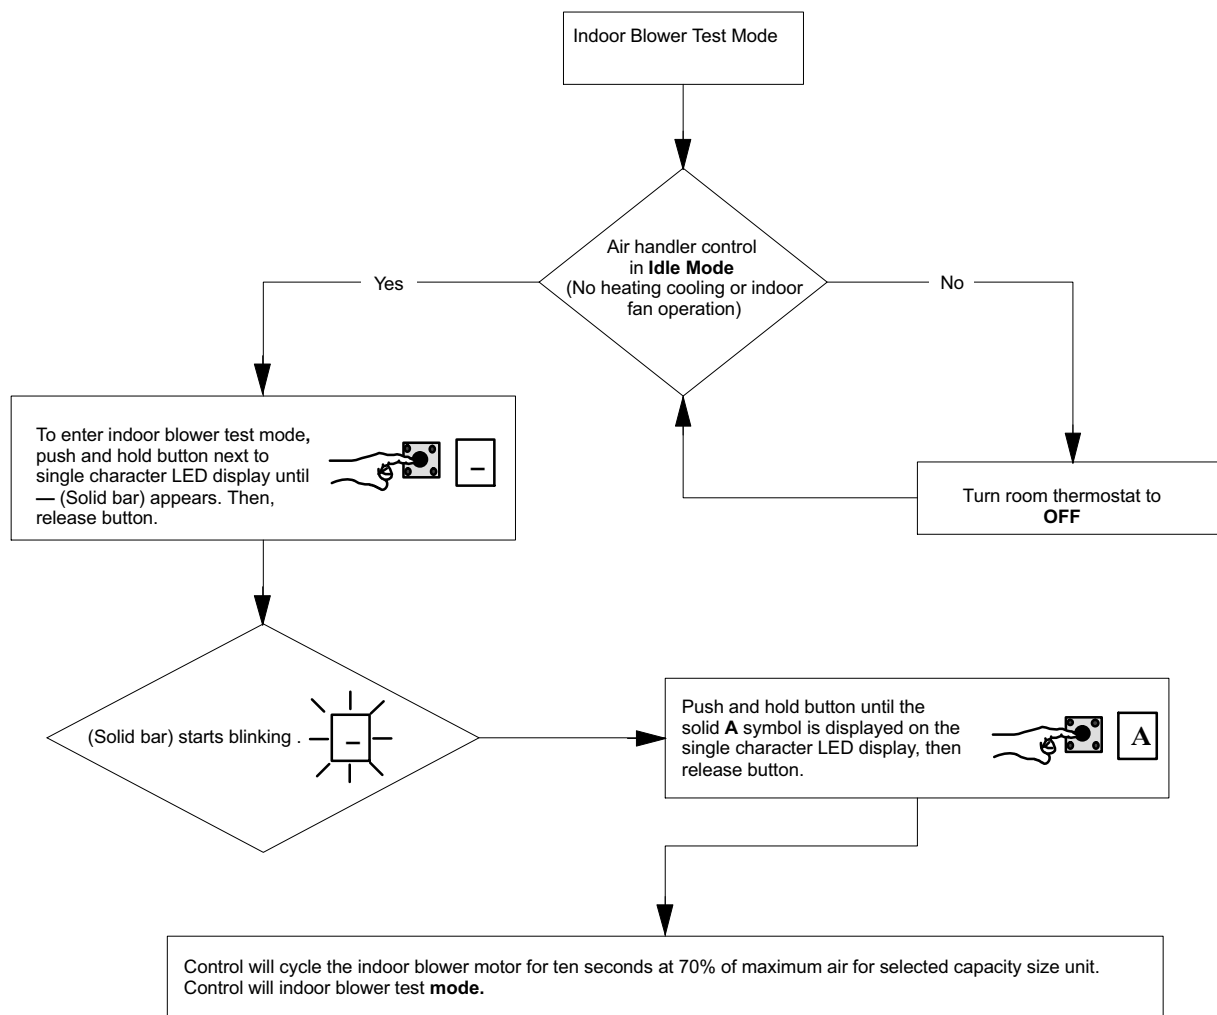 Indoor Blower Test Mode
Air handler control
in Idle Mode
(No heating cooling or indoor
fan operation)
Yes
No
To enter indoor blower test mode,
push and hold button next to
single character LED display until
— (Solid bar) appears. Then,
release button.
–
Turn room thermostat to
OFF
(Solid bar) starts blinking .
–
Push and hold button until the
solid A symbol is displayed on the
single character LED display, then
release button.
A
Control will cycle the indoor blower motor for ten seconds at 70% of maximum air for selected capacity size unit.
Control will indoor blower test mode.